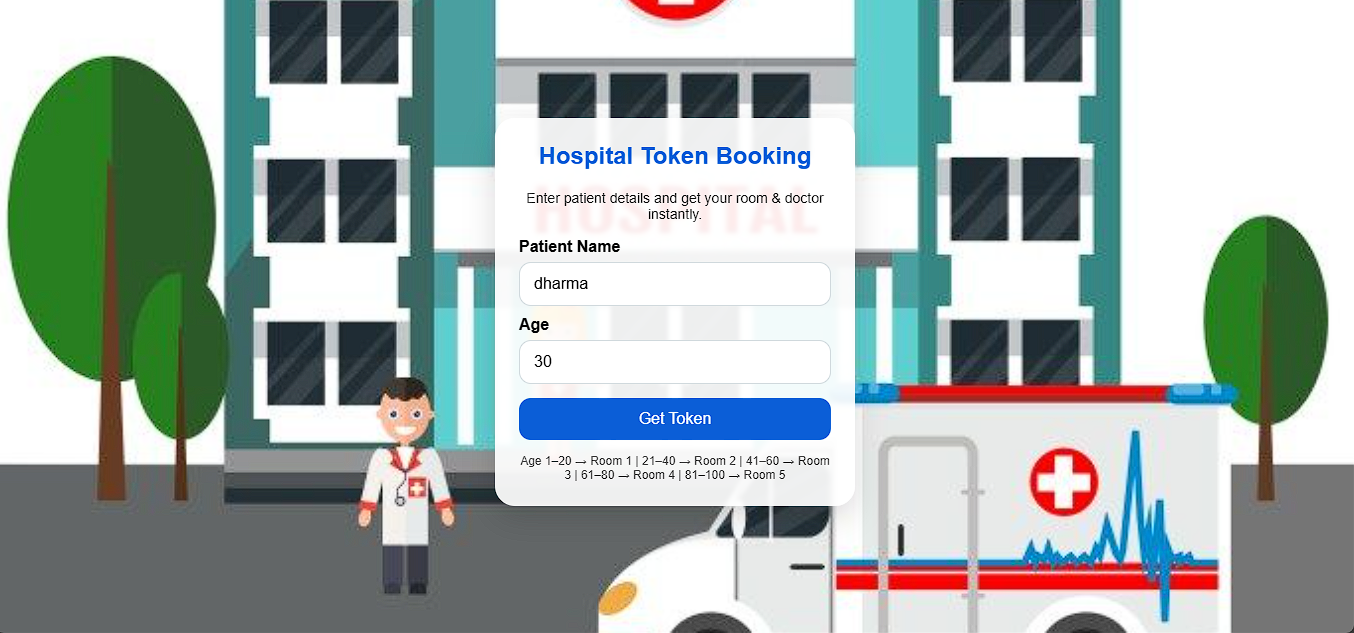 Hospital Token Booking
HOSPITAL
Enter patient details and get your room & doctor
instantly.
Patient Name
dharma
Age
30
Get Token
Age 1–20 → Room 1 | 21–40 → Room 2 | 41–60 → Room
3 | 61–80 → Room 4 | 81–100 → Room 5